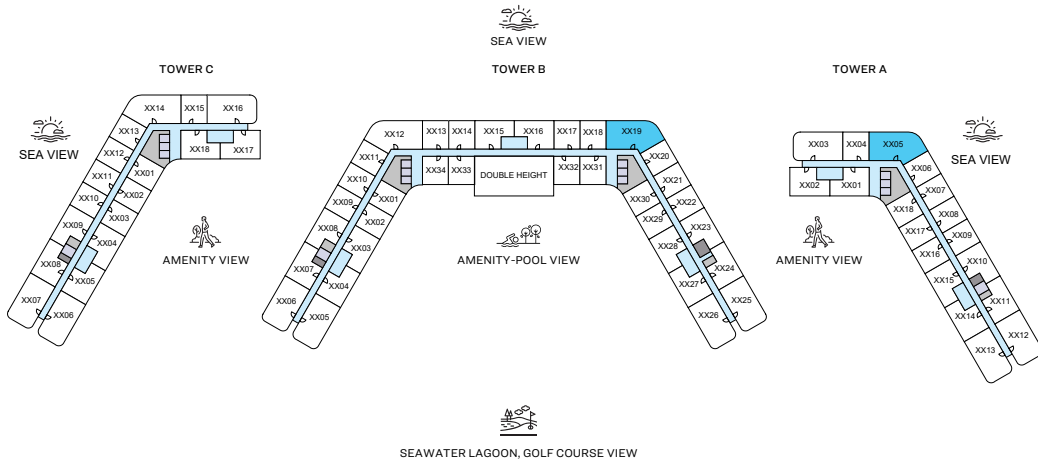 SEA VIEW
TOWER C
TOWER B
TOWER A
SEA VIEW
XX14
XX15
XX16
XX13
XX12
XX11
XX10
XX09
XX08
XX07
XX06
XX05
XX04
XX03
XX02
XX01
XX18
XX17
AMENITY VIEW
XX12
XX13
XX14
XX15
XX16
XX17
XX18
XX19
XX11
XX10
XX09
XX08
XX07
XX06
XX05
XX04
XX03
XX02
XX01
XX34
XX33
DOUBLE HEIGHT
XX32
XX31
XX30
XX29
XX28
XX27
XX26
XX25
XX24
XX23
XX22
XX21
XX20
AMENITY-POOL VIEW
XX03
XX04
XX05
XX02
XX01
XX06
XX07
XX08
XX09
XX10
XX11
XX12
XX13
XX14
XX15
XX16
XX17
XX18
SEA VIEW
AMENITY VIEW
SEAWATER LAGOON, GOLF COURSE VIEW